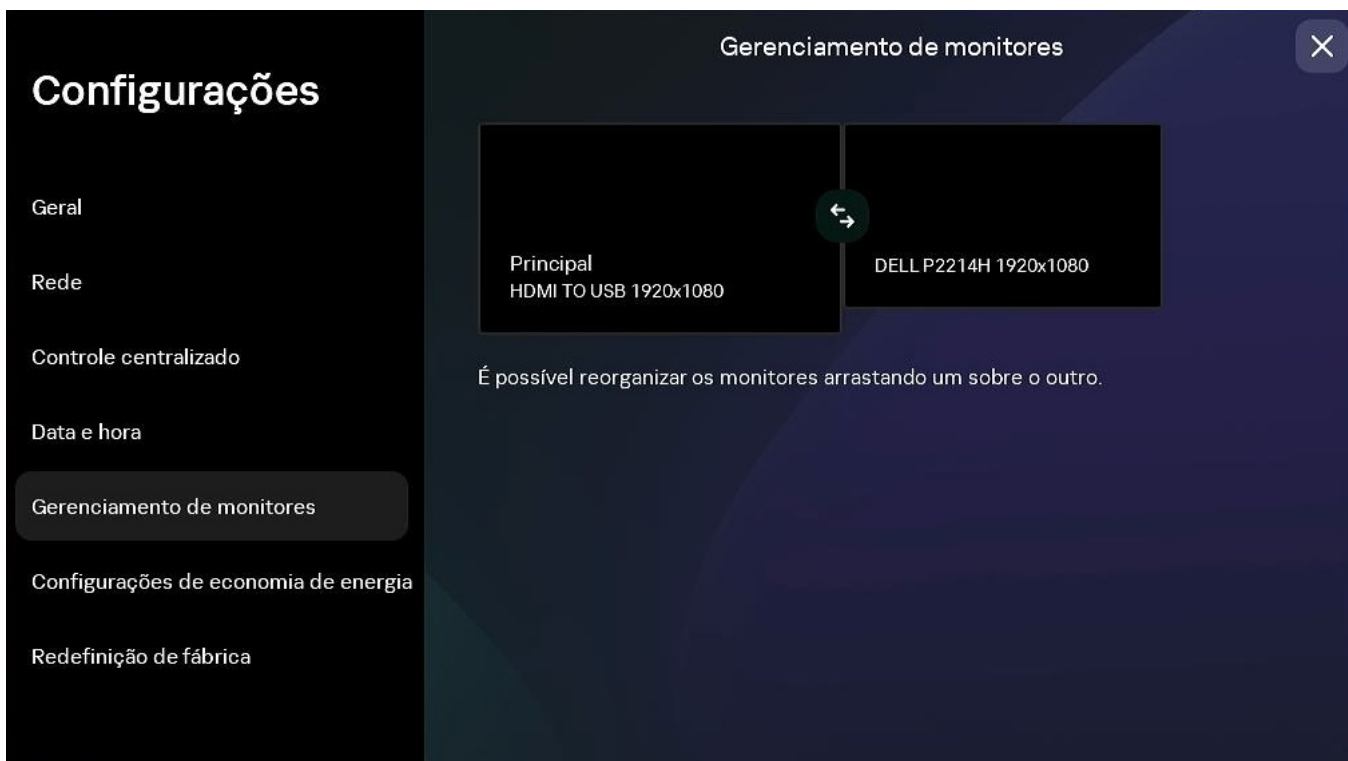 Gerenciamento de monitores
Configurações
Geral
Rede
Controle centralizado
Data e hora
Gerenciamento de monitores
Configurações de economia de energia
Redefinição de fábrica
Principal
HDMI TO USB 1920x1080
DELL P2214H 1920x1080
É possível reorganizar os monitores arrastando um sobre o outro.